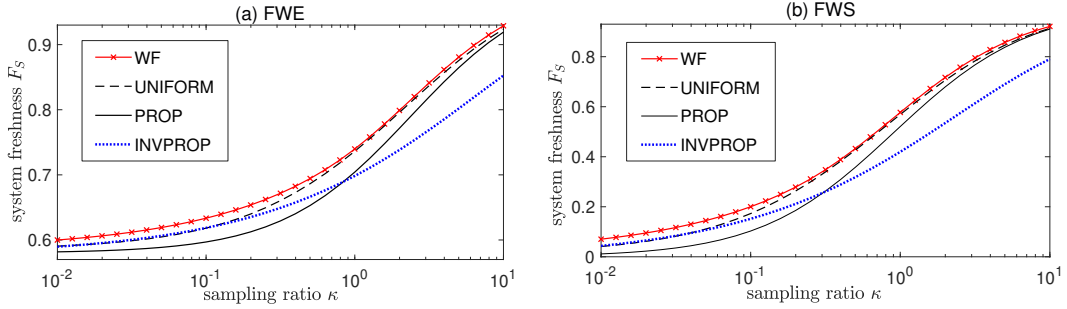 (a) FWE
system freshness F_S
0.9
0.8
0.7
0.6
WF
UNIFORM
PROP
INVPROP
10^-2
10^-1
10^0
10^1
sampling ratio κ
(b) FWS
system freshness F_S
0.8
0.6
0.4
0.2
0
WF
UNIFORM
PROP
INVPROP
10^-2
10^-1
10^0
10^1
sampling ratio κ